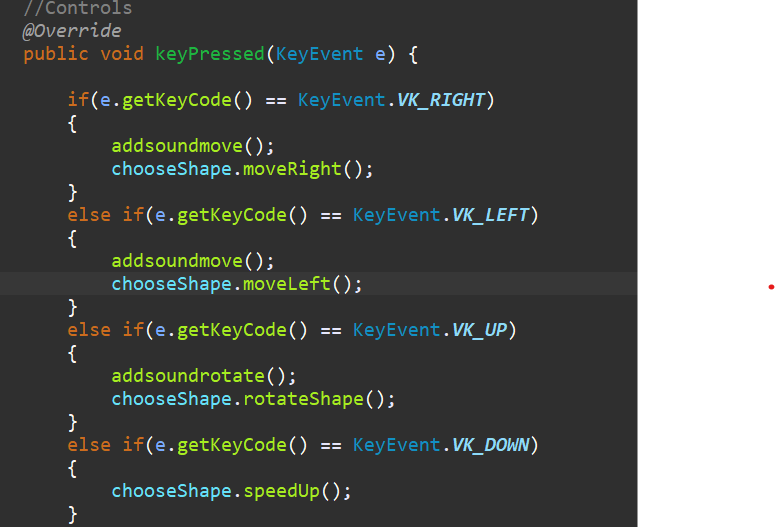 //Controls
@Override
public void keyPressed(KeyEvent e) {
if(e.getKeyCode() == KeyEvent.VK_RIGHT)
{
addsoundmove();
chooseShape.moveRight();
}
else if(e.getKeyCode() == KeyEvent.VK_LEFT)
{
addsoundmove();
chooseShape.moveLeft();
}
else if(e.getKeyCode() == KeyEvent.VK_UP)
{
addsoundrotate();
chooseShape.rotateShape();
}
else if(e.getKeyCode() == KeyEvent.VK_DOWN)
{
chooseShape.speedUp();
}